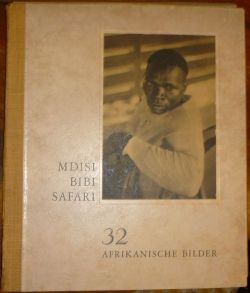 MDISI
BIBI
SAFARI
32
AFRIKANISCHE BILDER